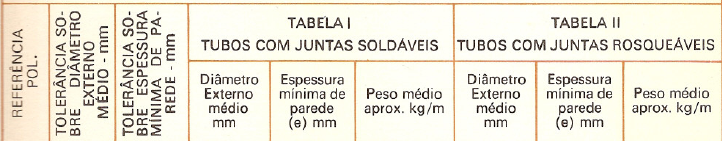 REFERÊNCIA
POL.
TOLERÂNCIA SO-
BRE DIÂMETRO
EXTERNO
MÉDIO - mm
TOLERÂNCIA SO-
BRE ESPESSURA
MÍNIMA DE PA-
REDE - mm
TABELA I
TUBOS COM JUNTAS SOLDÁVEIS
Diâmetro
Externo
médio
mm
Espessura
mínima de
parede
(e) mm
Peso médio
aprox. kg/m
TABELA II
TUBOS COM JUNTAS ROSQUEÁVEIS
Diâmetro
Externo
médio
mm
Espessura
mínima de
parede
(e) mm
Peso médio
aprox. kg/m